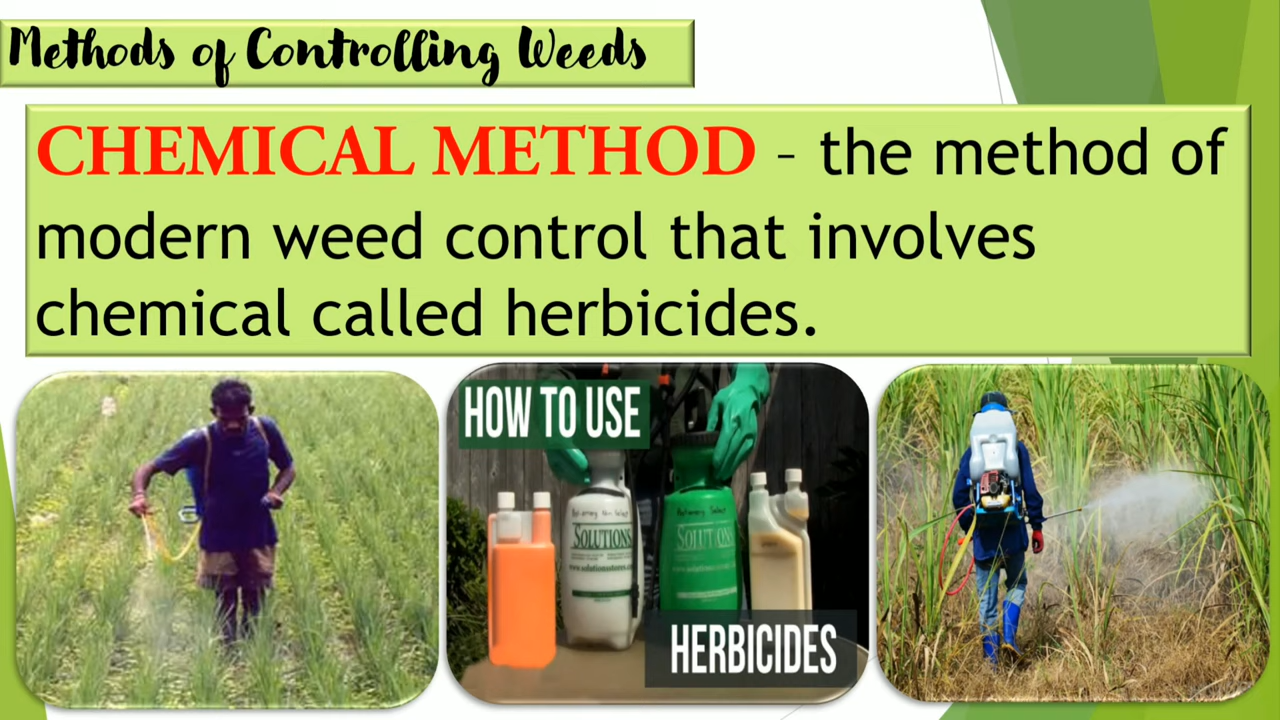 Methods of Controlling Weeds
CHEMICAL METHOD – the method of
modern weed control that involves
chemical called herbicides.
HOW TO USE
SOLUTIONS
SOLUTIONS
HERBICIDES